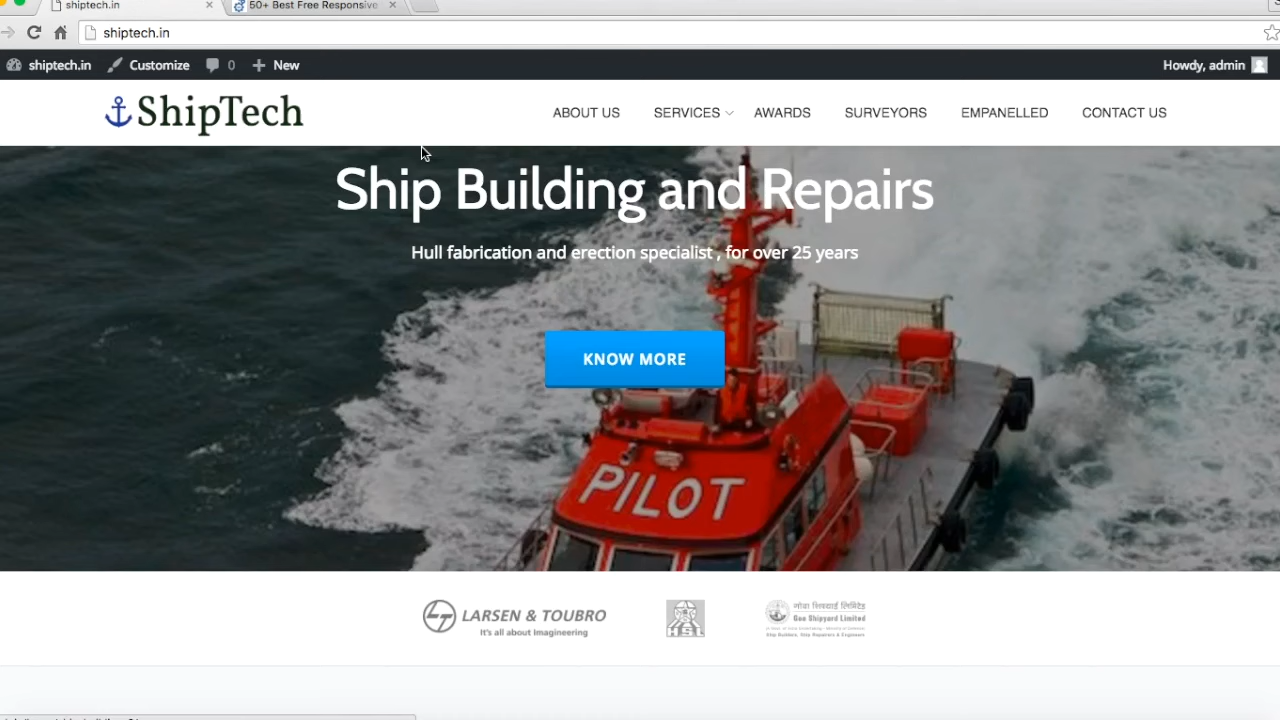 shiptech.in
50+ Best Free Responsive
shiptech.in
shiptech.in Customize 0 New Howdy, admin
ShipTech ABOUT US SERVICES AWARDS SURVEYORS EMPANELLED CONTACT US
Ship Building and Repairs
Hull fabrication and erection specialist , for over 25 years
KNOW MORE
PILOT
LARSEN & TOUBRO
It's all about Imagineering
HSL
गोवा शिपयार्ड लिमिटेड
Goa Shipyard Limited